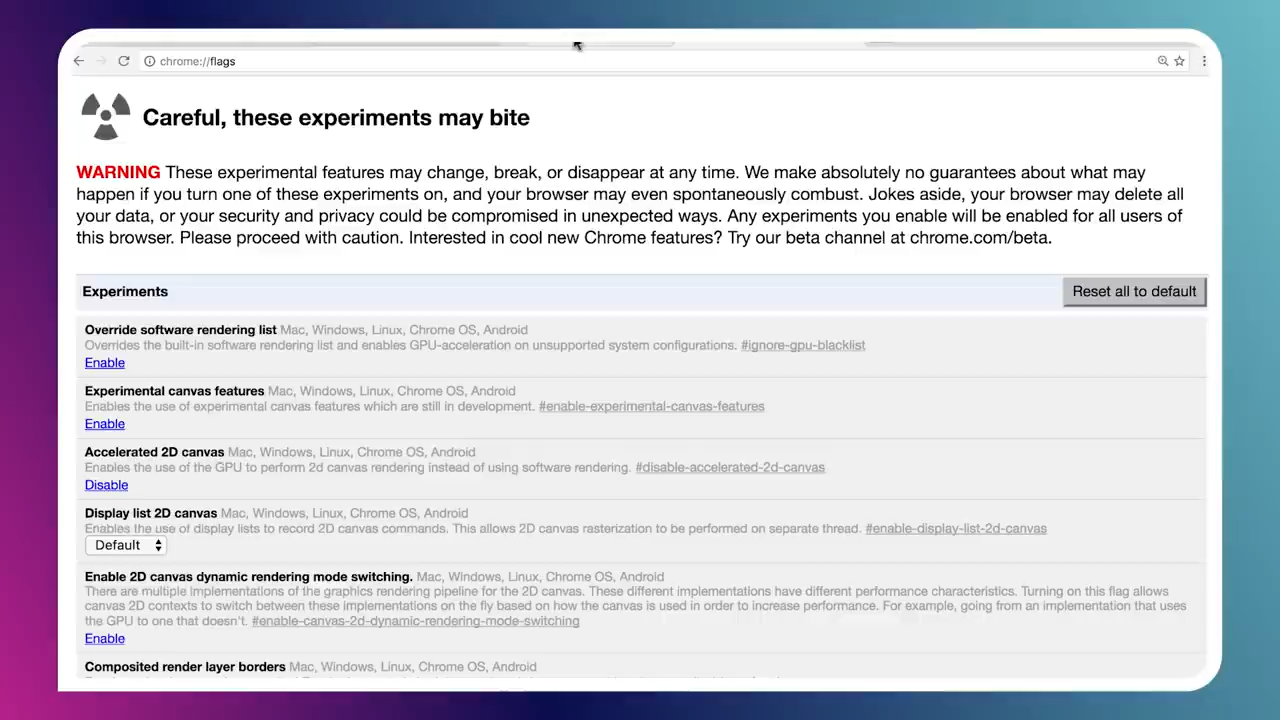 chrome://flags
Careful, these experiments may bite
WARNING These experimental features may change, break, or disappear at any time. We make absolutely no guarantees about what may
happen if you turn one of these experiments on, and your browser may even spontaneously combust. Jokes aside, your browser may delete all
your data, or your security and privacy could be compromised in unexpected ways. Any experiments you enable will be enabled for all users of
this browser. Please proceed with caution. Interested in cool new Chrome features? Try our beta channel at chrome.com/beta.
Experiments
Reset all to default
Override software rendering list Mac, Windows, Linux, Chrome OS, Android
Overrides the built-in software rendering list and enables GPU-acceleration on unsupported system configurations. #ignore-gpu-blacklist
Enable
Experimental canvas features Mac, Windows, Linux, Chrome OS, Android
Enables the use of experimental canvas features which are still in development. #enable-experimental-canvas-features
Enable
Accelerated 2D canvas Mac, Windows, Linux, Chrome OS, Android
Enables the use of the GPU to perform 2d canvas rendering instead of using software rendering. #disable-accelerated-2d-canvas
Disable
Display list 2D canvas Mac, Windows, Linux, Chrome OS, Android
Enables the use of display lists to record 2D canvas commands. This allows 2D canvas rasterization to be performed on separate thread. #enable-display-list-2d-canvas
Default
Enable 2D canvas dynamic rendering mode switching. Mac, Windows, Linux, Chrome OS, Android
There are multiple implementations of the graphics rendering pipeline for the 2D canvas. These different implementations have different performance characteristics. Turning on this flag allows
canvas 2D contexts to switch between these implementations on the fly based on how the canvas is used in order to increase performance. For example, going from an implementation that uses
the GPU to one that doesn't. #enable-canvas-2d-dynamic-rendering-mode-switching
Enable
Composited render layer borders Mac, Windows, Linux, Chrome OS, Android